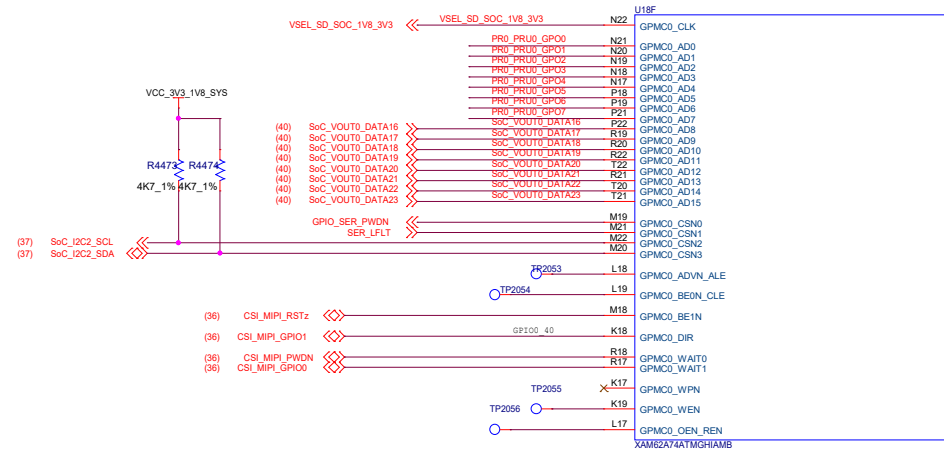 U18F
VSEL_SD_SOC_1V8_3V3 VSEL_SD_SOC_1V8_3V3 N22 GPMC0_CLK
PR0_PRU0_GPO0 N21 GPMC0_AD0
PR0_PRU0_GPO1 N20 GPMC0_AD1
PR0_PRU0_GPO2 N19 GPMC0_AD2
PR0_PRU0_GPO3 N18 GPMC0_AD3
PR0_PRU0_GPO4 N17 GPMC0_AD4
VCC_3V3_1V8_SYS PR0_PRU0_GPO5 P18 GPMC0_AD5
PR0_PRU0_GPO6 P19 GPMC0_AD6
PR0_PRU0_GPO7 P21 GPMC0_AD7
(40) SoC_VOUT0_DATA16 SoC_VOUT0_DATA16 P22 GPMC0_AD8
(40) SoC_VOUT0_DATA17 SoC_VOUT0_DATA17 R19 GPMC0_AD9
(40) SoC_VOUT0_DATA18 SoC_VOUT0_DATA18 R20 GPMC0_AD10
(40) SoC_VOUT0_DATA19 SoC_VOUT0_DATA19 R22 GPMC0_AD11
R4473 R4474 (40) SoC_VOUT0_DATA20 SoC_VOUT0_DATA20 T22 GPMC0_AD12
(40) SoC_VOUT0_DATA21 SoC_VOUT0_DATA21 R21 GPMC0_AD13
4K7_1% 4K7_1% (40) SoC_VOUT0_DATA22 SoC_VOUT0_DATA22 T20 GPMC0_AD14
(40) SoC_VOUT0_DATA23 SoC_VOUT0_DATA23 T21 GPMC0_AD15
GPIO_SER_PWDN M19 GPMC0_CSN0
SER_LFLT M21 GPMC0_CSN1
(37) SoC_I2C2_SCL M22 GPMC0_CSN2
(37) SoC_I2C2_SDA M20 GPMC0_CSN3
TP2053 L18 GPMC0_ADVN_ALE
TP2054 L19 GPMC0_BE0N_CLE
(36) CSI_MIPI_RSTz M18 GPMC0_BE1N
(36) CSI_MIPI_GPIO1 GPIO0_40 K18 GPMC0_DIR
(36) CSI_MIPI_PWDN R18 GPMC0_WAIT0
(36) CSI_MIPI_GPIO0 R17 GPMC0_WAIT1
TP2055 K17 GPMC0_WPN
TP2056 K19 GPMC0_WEN
L17 GPMC0_OEN_REN
XAM62A74ATMGHIAMB